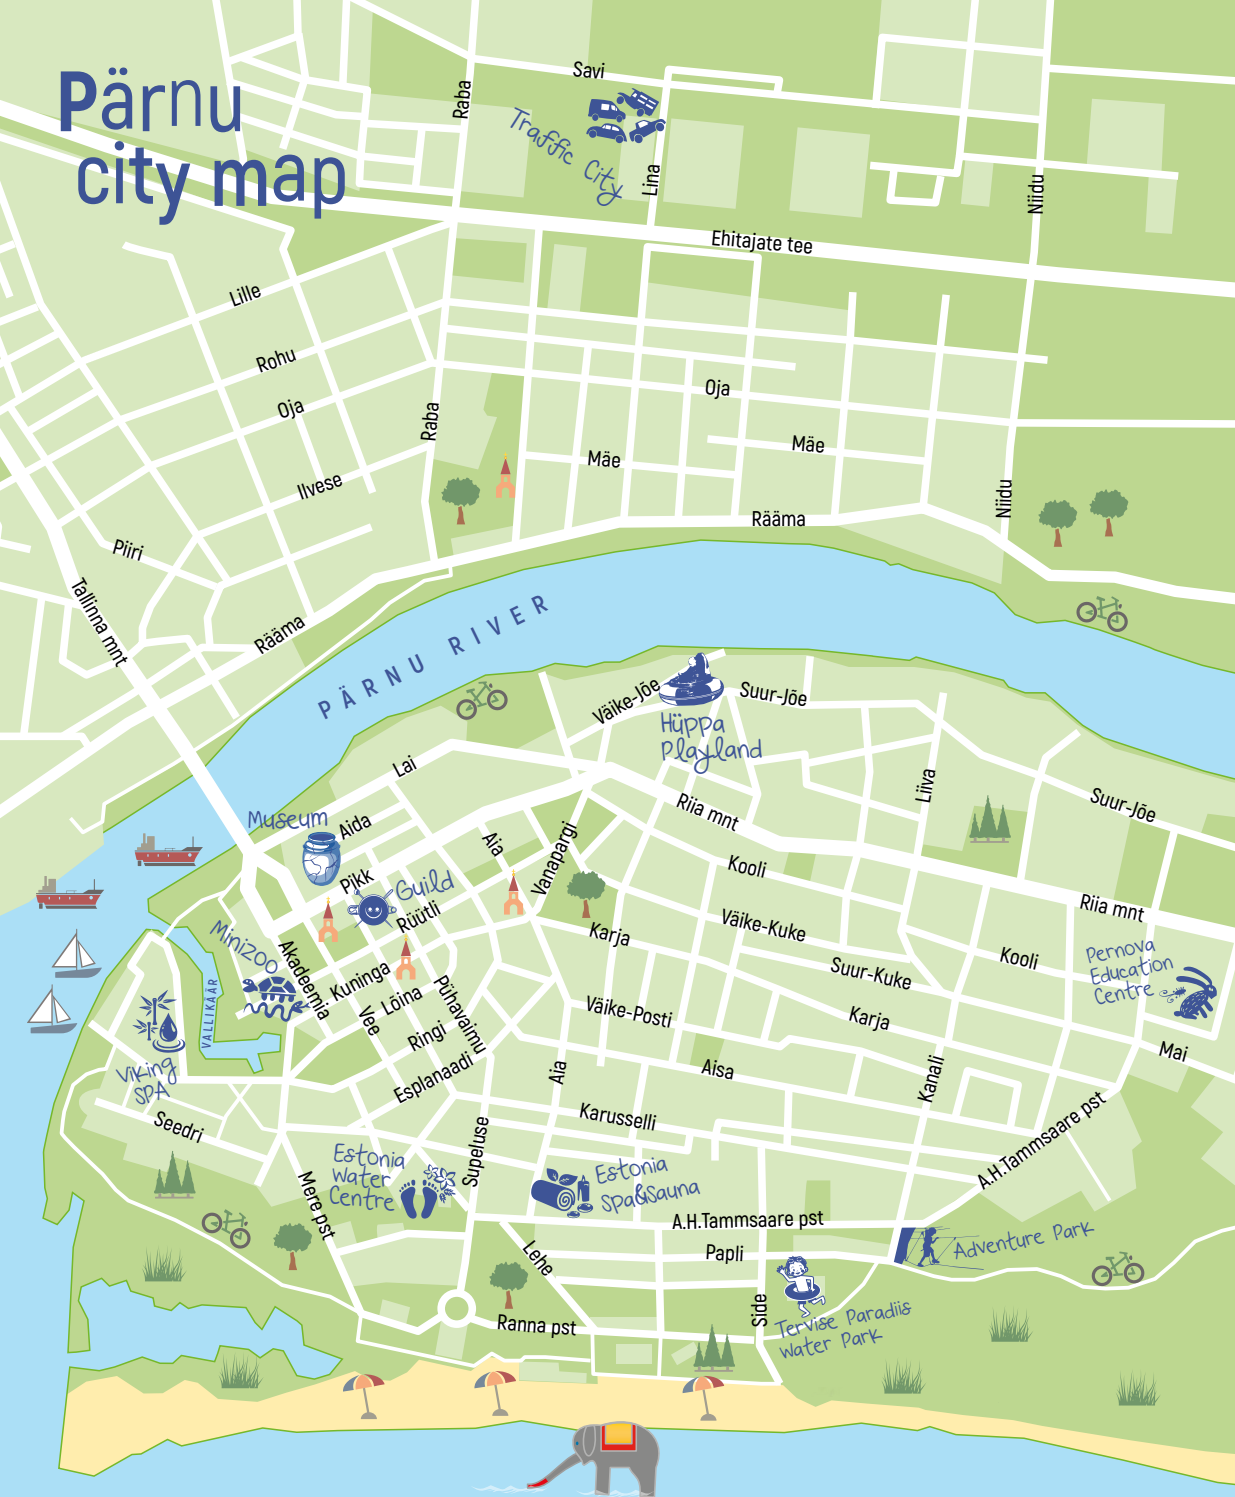 Pärnu
city map
Savi
Raba
Traffic City
Lina
Niidu
Ehitajate tee
Lille
Rohu
Oja
Raba
Oja
Mäe
Mäe
Ilvese
Niidu
Rääma
Piiri
Tallinna mnt
Rääma
PÄRNU RIVER
Väike-Jõe
Suur-Jõe
Hüppa
Playland
Lai
Liiva
Suur-Jõe
Riia mnt
Museum
Aida
Aia
Vanapargi
Kooli
Pikk
Guild
Rüütli
Riia mnt
Väike-Kuke
Karja
Minizoo
Akadeemia
Kuninga
Pernova
Education
Centre
Kooli
Suur-Kuke
VALLIKÄÄR
Vee
Lõina
Pühavaimu
Väike-Posti
Karja
Ringi
Mai
Viking
SPA
Esplanaadi
Aia
Aisa
Kanali
Seedri
Karusselli
A.H.Tammsaare pst
Supeluse
Estonia
Water
Centre
Estonia
Spa&Sauna
Mere pst
A.H.Tammsaare pst
Adventure Park
Lehe
Papli
Side
Ranna pst
Tervise Paradiis
Water Park